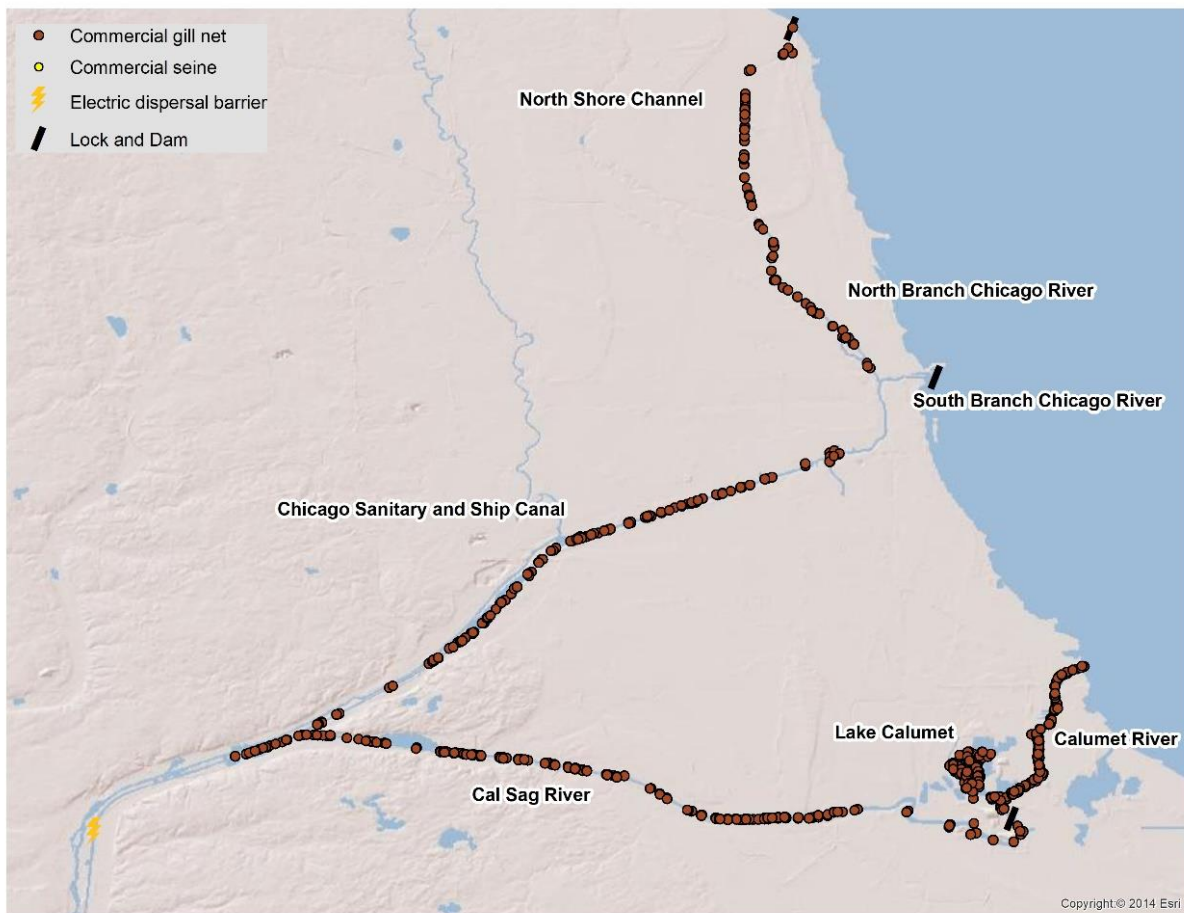 Commercial gill net
Commercial seine
Electric dispersal barrier
Lock and Dam
North Shore Channel
North Branch Chicago River
South Branch Chicago River
Chicago Sanitary and Ship Canal
Lake Calumet
Calumet River
Cal Sag River
Copyright:© 2014 Esri